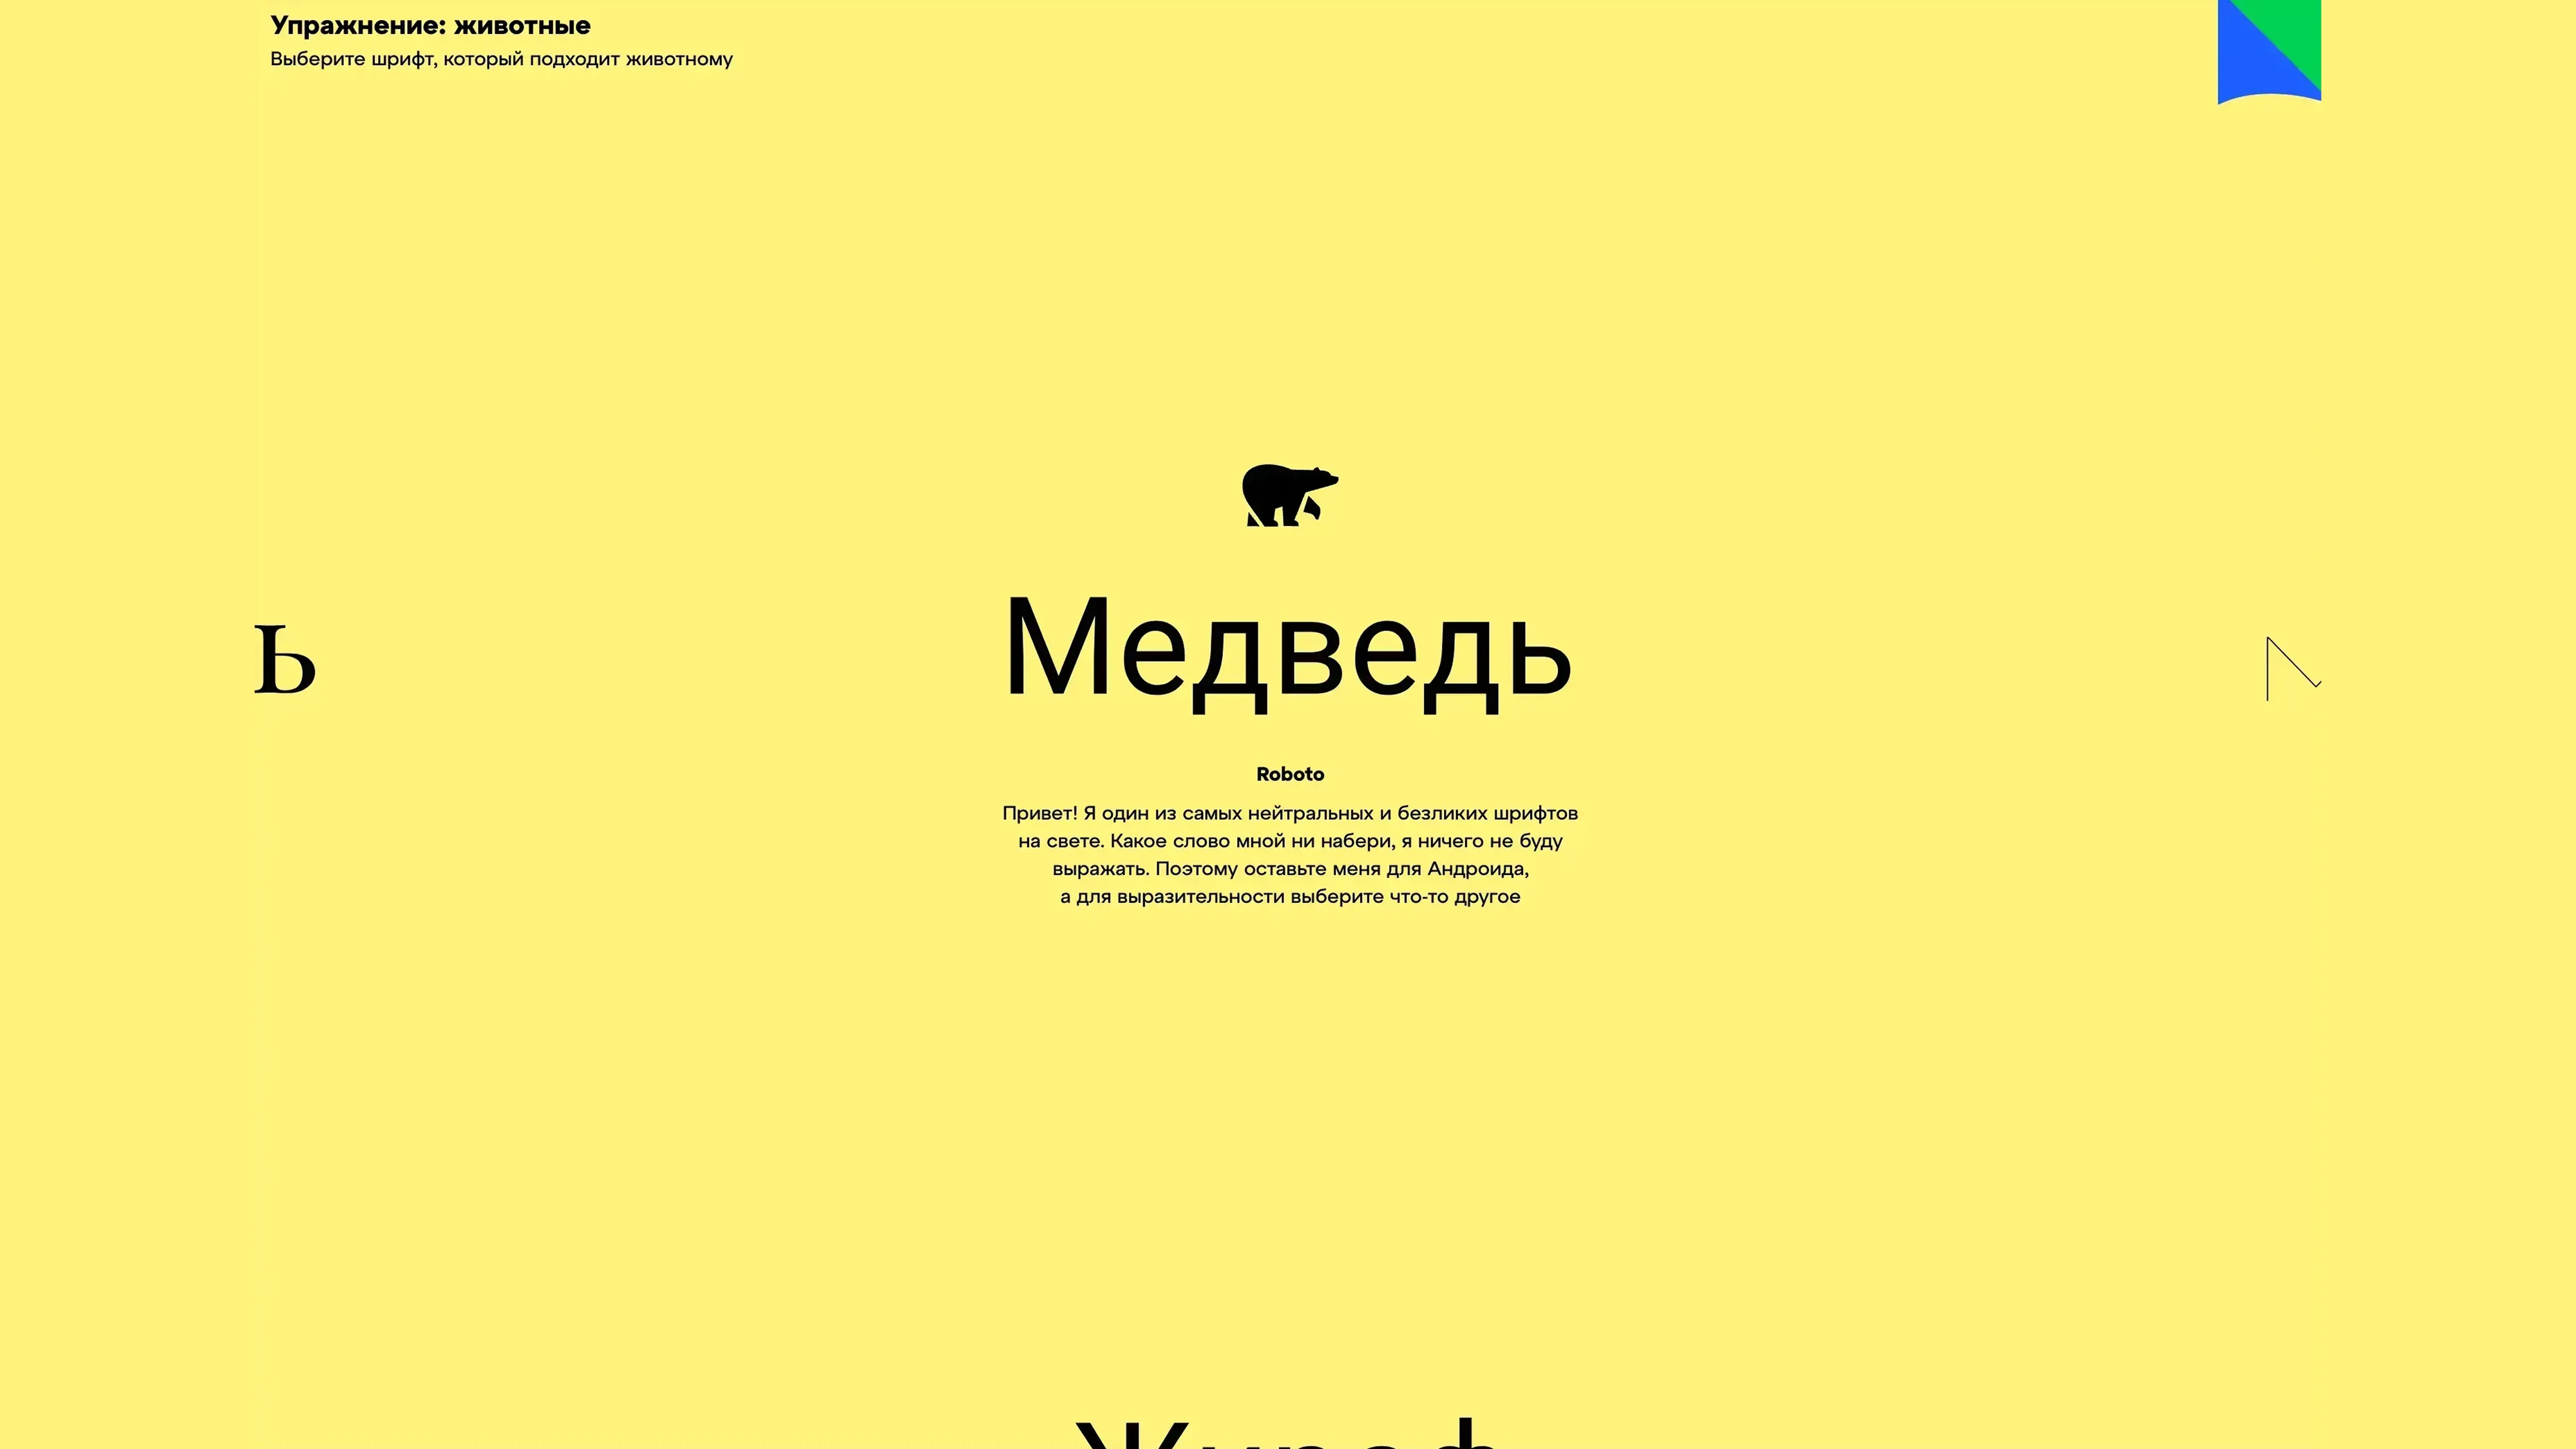 Упражнение: животные
Выберите шрифт, который подходит животному
Ь
Медведь
Roboto
Привет! Я один из самых нейтральных и безликих шрифтов
на свете. Какое слово мной ни набери, я ничего не буду
выражать. Поэтому оставьте меня для Андроида,
а для выразительности выберите что-то другое
Жираф